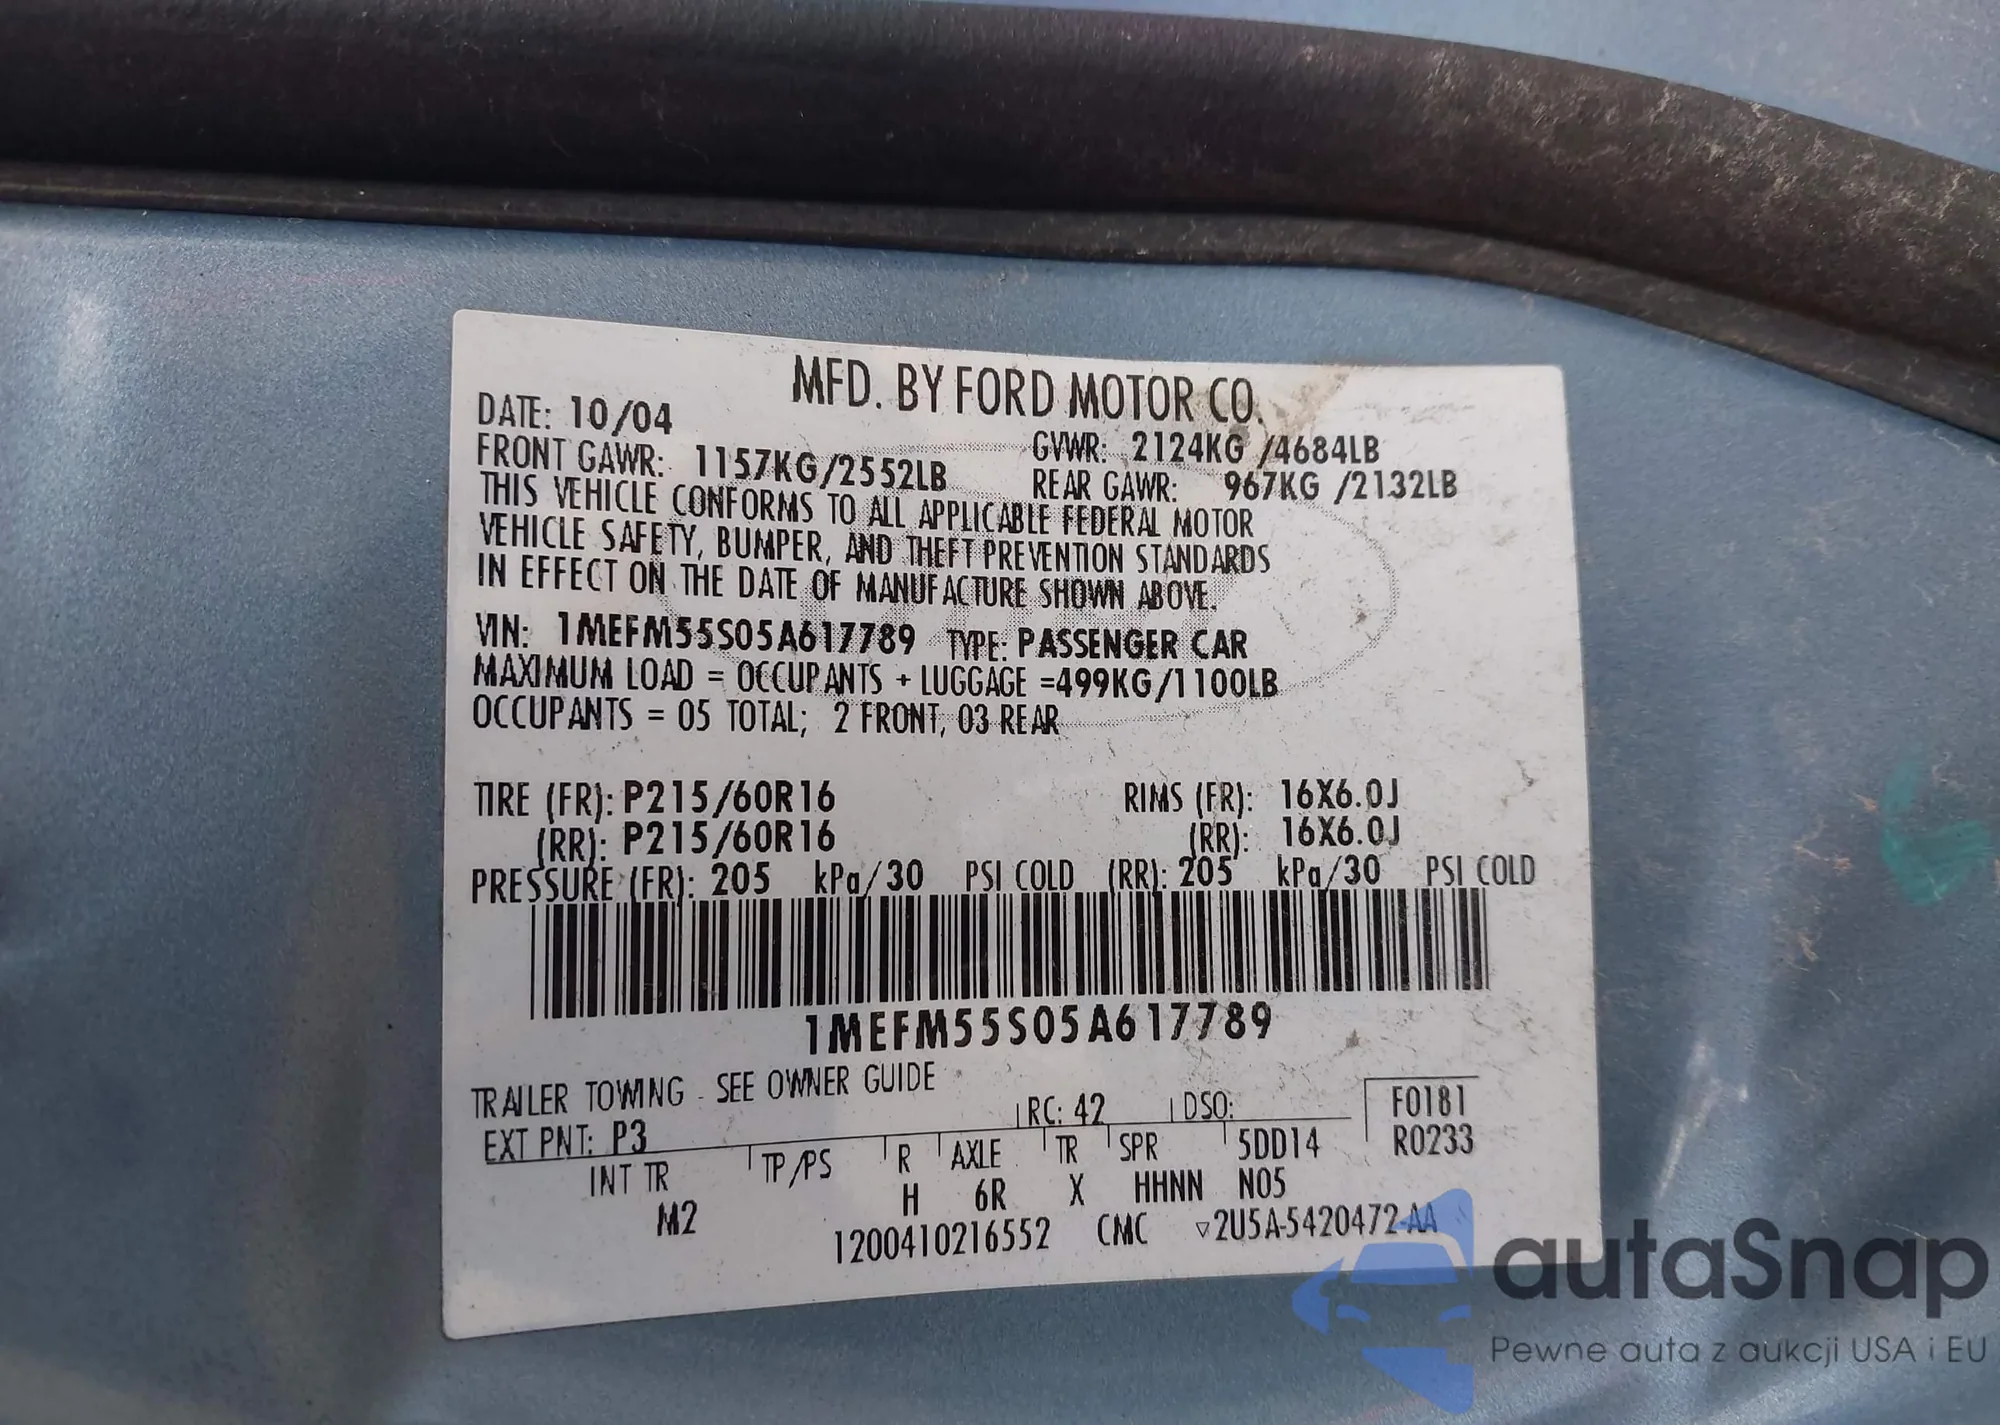 MFD. BY FORD MOTOR CO.
DATE: 10/04
GVWR: 2124KG /4684LB
FRONT GAWR: 1157KG/2552LB
REAR GAWR: 967KG /2132LB
THIS VEHICLE CONFORMS TO ALL APPLICABLE FEDERAL MOTOR
VEHICLE SAFETY, BUMPER, AND THEFT PREVENTION STANDARDS
IN EFFECT ON THE DATE OF MANUFACTURE SHOWN ABOVE.
VIN: 1MEFM55S05A617789 TYPE: PASSENGER CAR
MAXIMUM LOAD = OCCUPANTS + LUGGAGE =499KG/1100LB
OCCUPANTS = 05 TOTAL; 2 FRONT, 03 REAR
TIRE (FR): P215/60R16 RIMS (FR): 16X6.0J
(RR): P215/60R16 (RR): 16X6.0J
PRESSURE (FR): 205 kPa/30 PSI COLD (RR): 205 kPa/30 PSI COLD
1MEFM55S05A617789
TRAILER TOWING - SEE OWNER GUIDE
EXT PNT: P3 RC: 42 DSO: F0181
INT TR TP/PS R AXLE TR SPR 5DD14 R0233
M2 H 6R X HHNN N05
1200410216552 CMC ▽2U5A-5420472-AA
autaSnap
Pewne auta z aukcji USA i EU